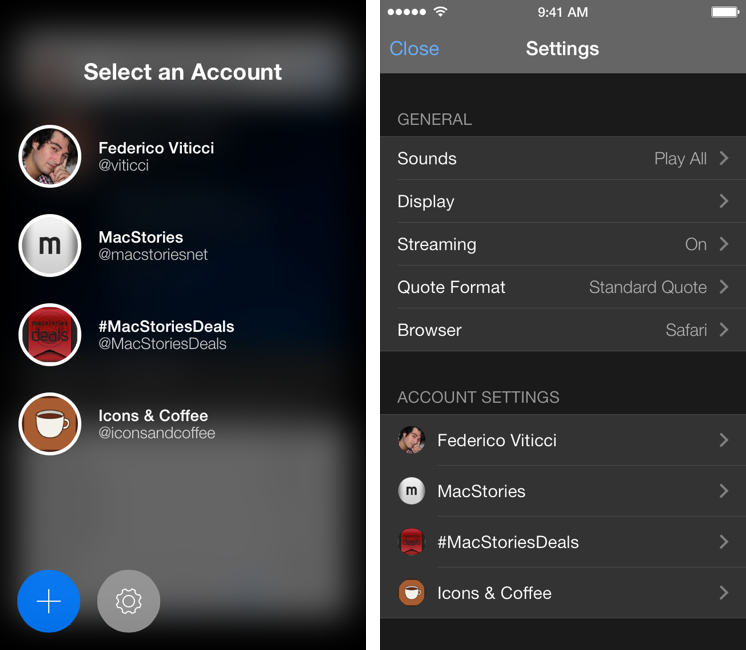 Select an Account
Federico Viticci
@viticci
m
MacStories
@macstoriesnet
macstories
deals
#MacStoriesDeals
@MacStoriesDeals
Icons & Coffee
@iconsandcoffee
9:41 AM
Close
Settings
GENERAL
Sounds
Play All
Display
Streaming
On
Quote Format
Standard Quote
Browser
Safari
ACCOUNT SETTINGS
Federico Viticci
m
MacStories
#MacStoriesDeals
Icons & Coffee